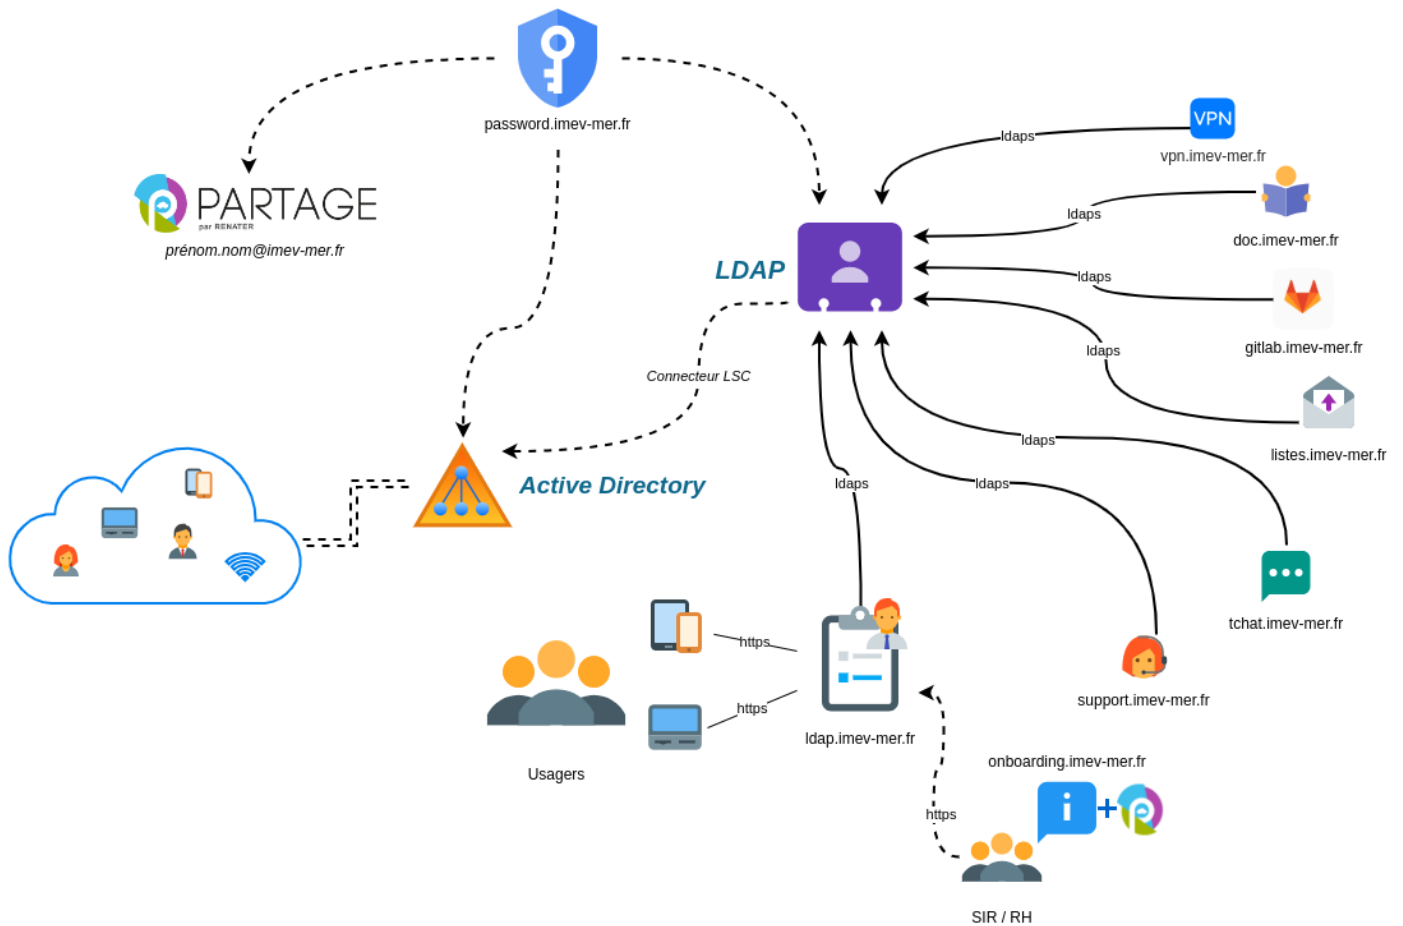 password.imev-mer.fr
PARTAGE
par RENATER
prénom.nom@imev-mer.fr
ldaps
VPN
vpn.imev-mer.fr
ldaps
doc.imev-mer.fr
LDAP
ldaps
gitlab.imev-mer.fr
ldaps
Connecteur LSC
listes.imev-mer.fr
ldaps
Active Directory
ldaps
ldaps
tchat.imev-mer.fr
https
https
support.imev-mer.fr
ldap.imev-mer.fr
Usagers
onboarding.imev-mer.fr
i
+
https
SIR / RH